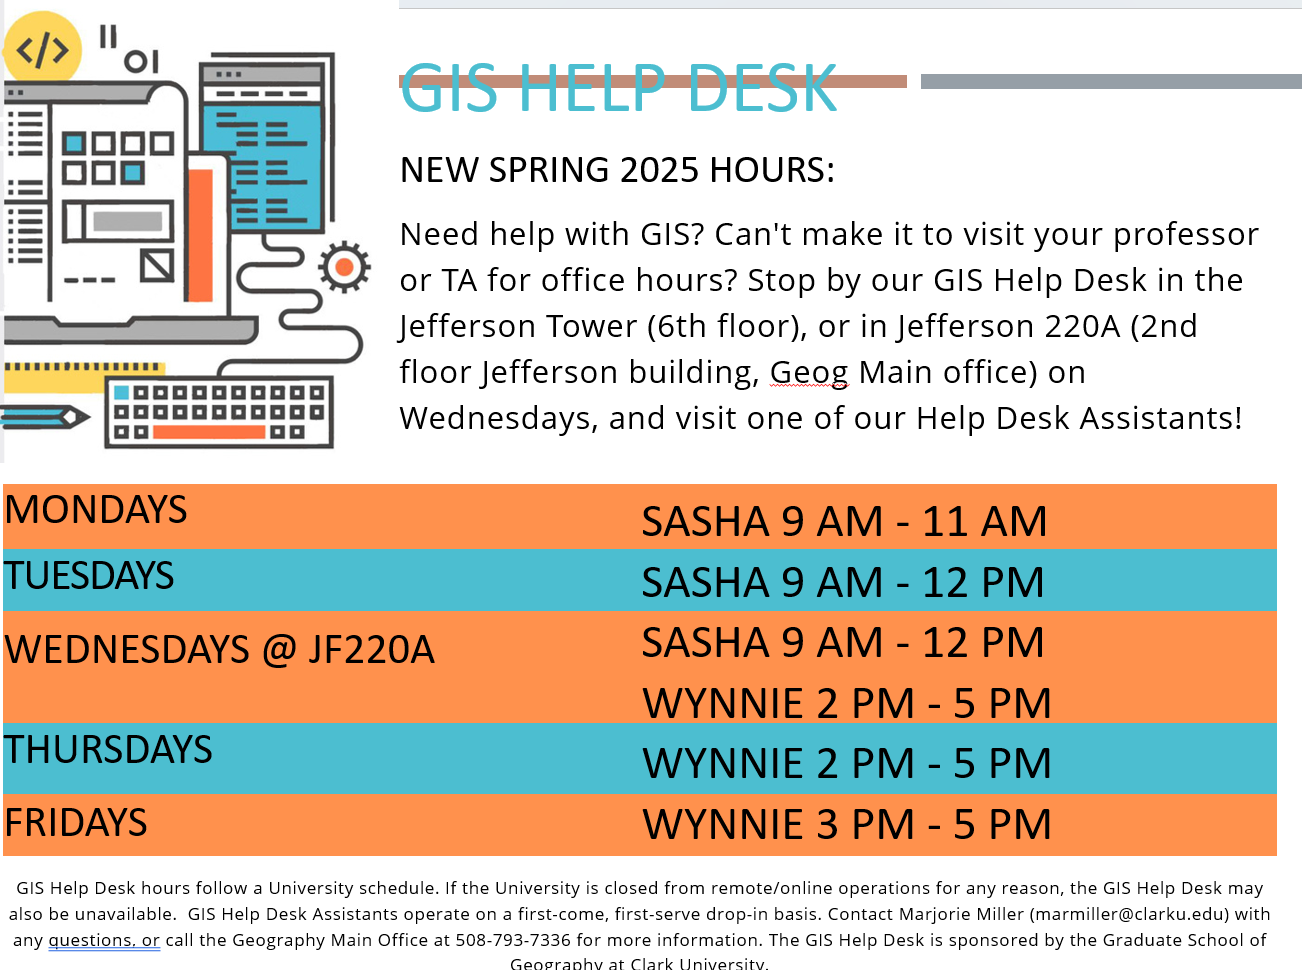 </>
GIS HELP DESK
NEW SPRING 2025 HOURS:
Need help with GIS? Can't make it to visit your professor
or TA for office hours? Stop by our GIS Help Desk in the
Jefferson Tower (6th floor), or in Jefferson 220A (2nd
floor Jefferson building, Geog Main office) on
Wednesdays, and visit one of our Help Desk Assistants!
MONDAYS SASHA 9 AM - 11 AM
TUESDAYS SASHA 9 AM - 12 PM
WEDNESDAYS @ JF220A SASHA 9 AM - 12 PM
WYNNIE 2 PM - 5 PM
THURSDAYS WYNNIE 2 PM - 5 PM
FRIDAYS WYNNIE 3 PM - 5 PM
GIS Help Desk hours follow a University schedule. If the University is closed from remote/online operations for any reason, the GIS Help Desk may
also be unavailable. GIS Help Desk Assistants operate on a first-come, first-serve drop-in basis. Contact Marjorie Miller (marmiller@clarku.edu) with
any questions, or call the Geography Main Office at 508-793-7336 for more information. The GIS Help Desk is sponsored by the Graduate School of
Geography at Clark University.